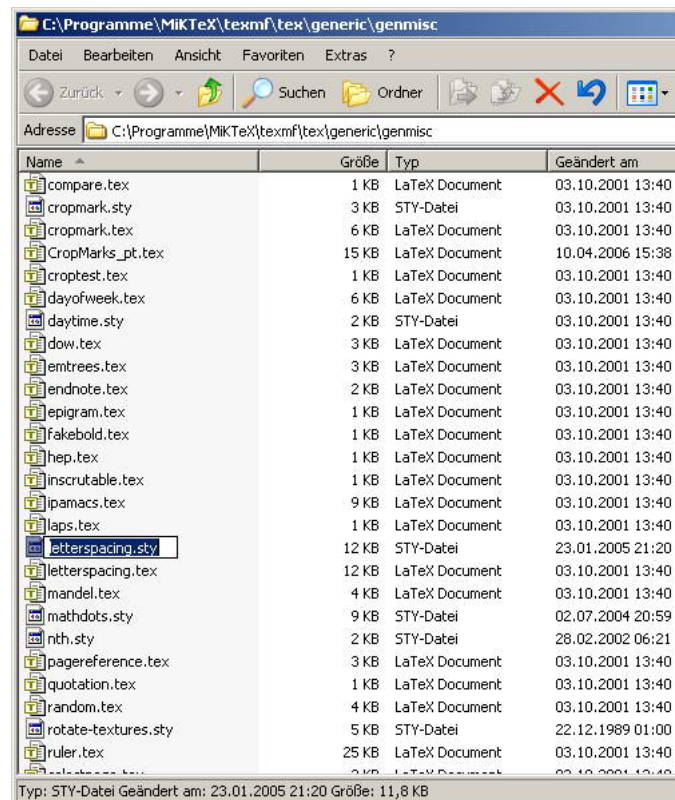 C:\Programme\MiKTeX\texmf\tex\generic\genmisc
Datei Bearbeiten Ansicht Favoriten Extras ?
Zurück Suchen Ordner
Adresse C:\Programme\MiKTeX\texmf\tex\generic\genmisc
Name Größe Typ Geändert am
compare.tex 1 KB LaTeX Document 03.10.2001 13:40
cropmark.sty 3 KB STY-Datei 03.10.2001 13:40
cropmark.tex 6 KB LaTeX Document 03.10.2001 13:40
CropMarks_pt.tex 15 KB LaTeX Document 10.04.2006 15:38
croptest.tex 1 KB LaTeX Document 03.10.2001 13:40
dayofweek.tex 6 KB LaTeX Document 03.10.2001 13:40
daytime.sty 2 KB STY-Datei 03.10.2001 13:40
dow.tex 3 KB LaTeX Document 03.10.2001 13:40
emtrees.tex 3 KB LaTeX Document 03.10.2001 13:40
endnote.tex 2 KB LaTeX Document 03.10.2001 13:40
epigram.tex 1 KB LaTeX Document 03.10.2001 13:40
fakebold.tex 1 KB LaTeX Document 03.10.2001 13:40
hep.tex 1 KB LaTeX Document 03.10.2001 13:40
inscrutable.tex 1 KB LaTeX Document 03.10.2001 13:40
ipamacs.tex 9 KB LaTeX Document 03.10.2001 13:40
laps.tex 1 KB LaTeX Document 03.10.2001 13:40
letterspacing.sty 12 KB STY-Datei 23.01.2005 21:20
letterspacing.tex 12 KB LaTeX Document 03.10.2001 13:40
mandel.tex 4 KB LaTeX Document 03.10.2001 13:40
mathdots.sty 9 KB STY-Datei 02.07.2004 20:59
nth.sty 2 KB STY-Datei 28.02.2002 06:21
pagereference.tex 3 KB LaTeX Document 03.10.2001 13:40
quotation.tex 1 KB LaTeX Document 03.10.2001 13:40
random.tex 4 KB LaTeX Document 03.10.2001 13:40
rotate-textures.sty 5 KB STY-Datei 22.12.1989 01:00
ruler.tex 25 KB LaTeX Document 03.10.2001 13:40
Typ: STY-Datei Geändert am: 23.01.2005 21:20 Größe: 11,8 KB